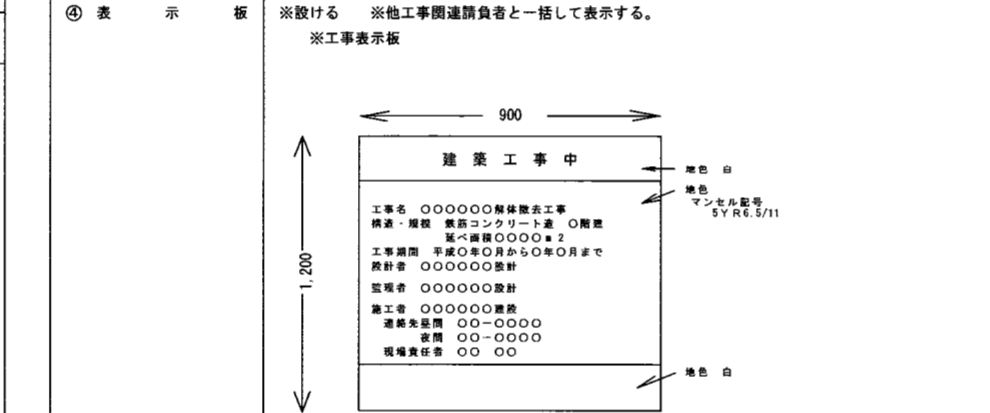 ④ 表示板 ※設ける ※他工事関連請負者と一括して表示する。
※工事表示板
900
建築工事中
地色 白
地色
マンセル記号
5YR6.5/11
1,200
工事名 〇〇〇〇〇〇解体撤去工事
構造・規模 鉄筋コンクリート造 〇階建
延べ面積〇〇〇〇m2
工事期間 平成〇年〇月から〇年〇月まで
設計者 〇〇〇〇〇〇設計
監理者 〇〇〇〇〇〇設計
施工者 〇〇〇〇〇〇建設
連絡先昼間 〇〇-〇〇〇〇
夜間 〇〇-〇〇〇〇
現場責任者 〇〇 〇〇
地色 白